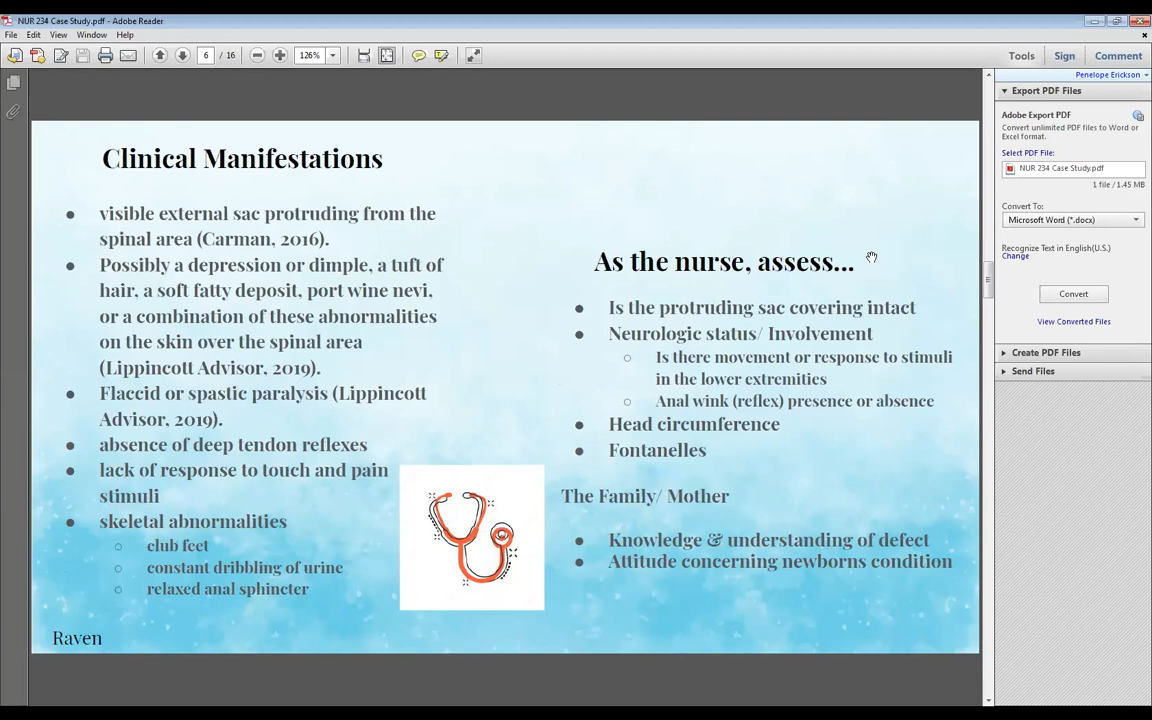 NUR 234 Case Study.pdf - Adobe Reader
File Edit View Window Help
6 / 16
126%
Tools Sign Comment
Penelope Erickson
Export PDF Files
Adobe Export PDF
Convert unlimited PDF files to Word or
Excel format.
Select PDF File:
NUR 234 Case Study.pdf
1 file / 1.45 MB
Convert To:
Microsoft Word (*.docx)
Recognize Text in English(U.S.)
Change
Convert
View Converted Files
Create PDF Files
Send Files
Clinical Manifestations
● visible external sac protruding from the
spinal area (Carman, 2016).
● Possibly a depression or dimple, a tuft of
hair, a soft fatty deposit, port wine nevi,
or a combination of these abnormalities
on the skin over the spinal area
(Lippincott Advisor, 2019).
● Flaccid or spastic paralysis (Lippincott
Advisor, 2019).
● absence of deep tendon reflexes
● lack of response to touch and pain
stimuli
● skeletal abnormalities
○ club feet
○ constant dribbling of urine
○ relaxed anal sphincter
Raven
As the nurse, assess...
● Is the protruding sac covering intact
● Neurologic status/ Involvement
○ Is there movement or response to stimuli
in the lower extremities
○ Anal wink (reflex) presence or absence
● Head circumference
● Fontanelles
The Family/ Mother
● Knowledge & understanding of defect
● Attitude concerning newborns condition